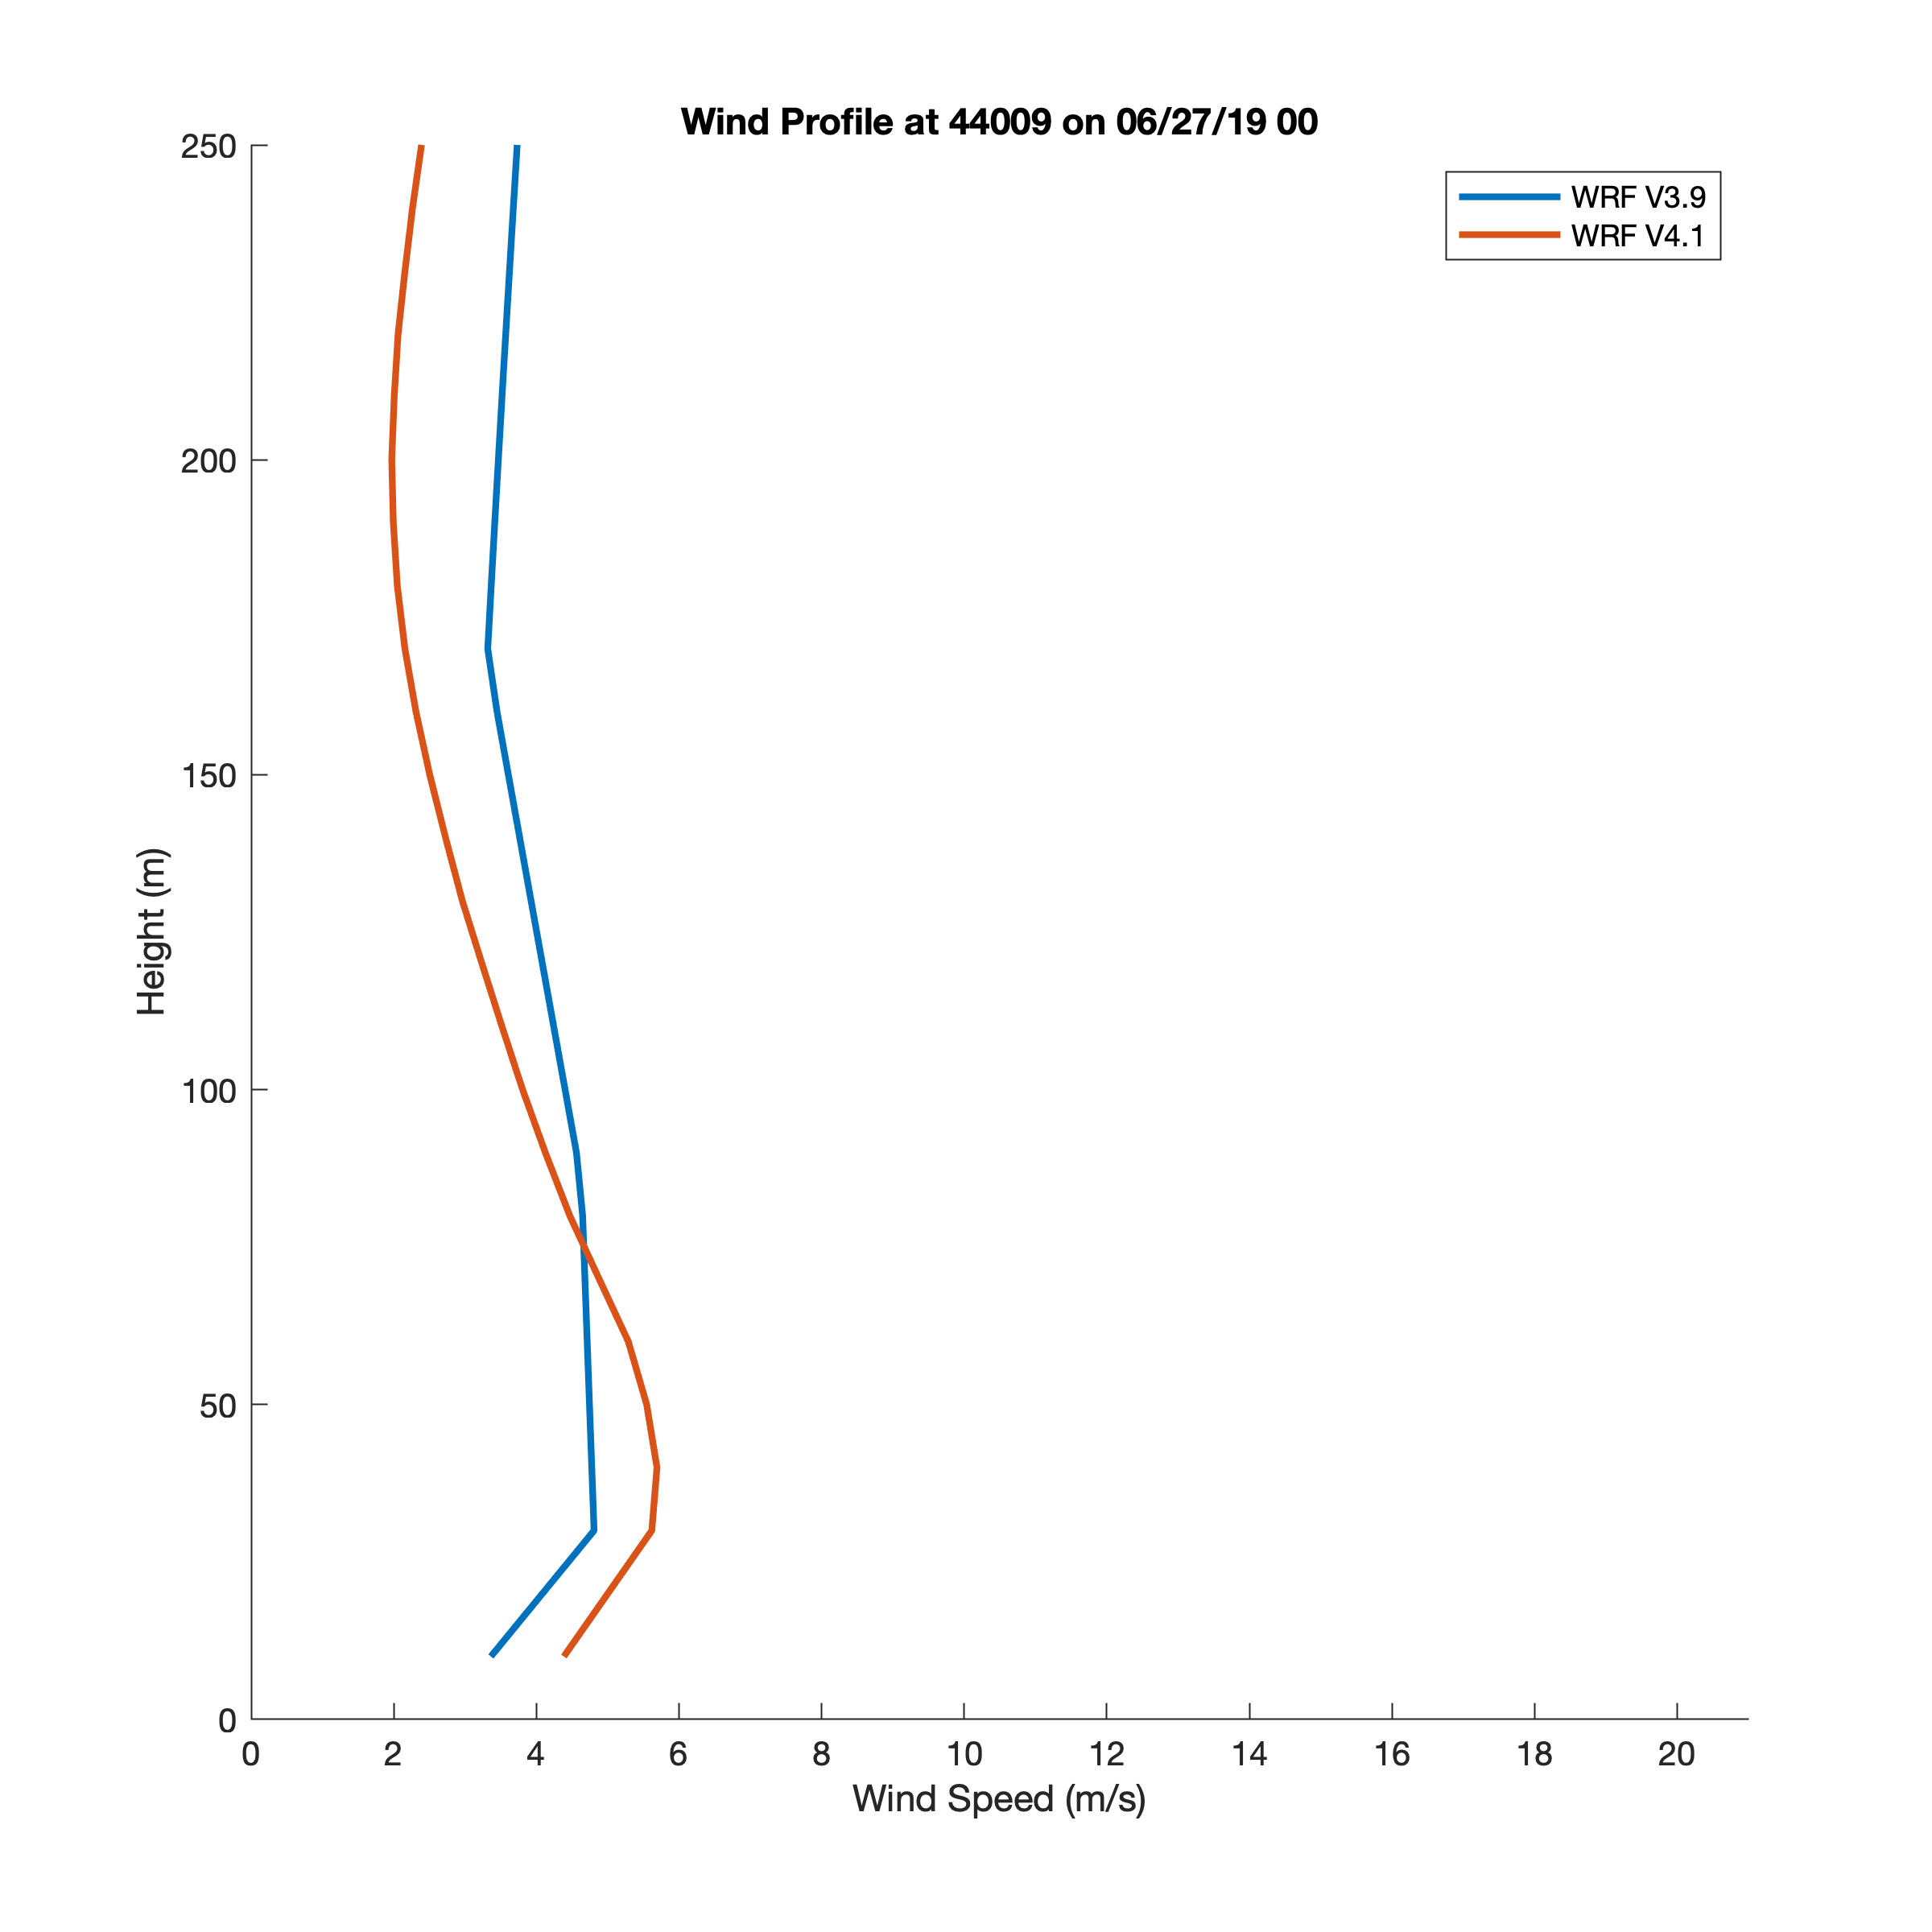 Wind Profile at 44009 on 06/27/19 00
WRF V3.9
WRF V4.1
250
200
150
100
50
0
Height (m)
0 2 4 6 8 10 12 14 16 18 20
Wind Speed (m/s)